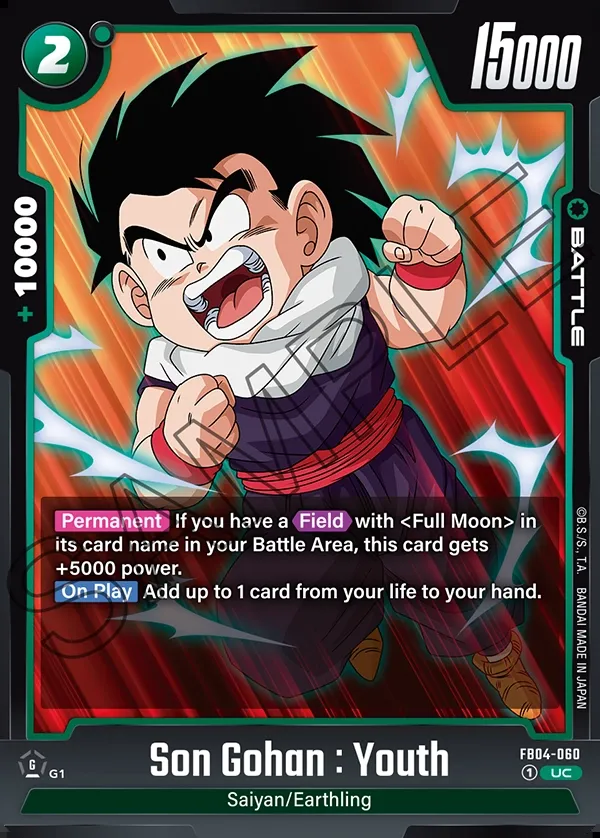 2
15000
+10000
BATTLE
SAMPLE
Permanent If you have a Field with <Full Moon> in
its card name in your Battle Area, this card gets
+5000 power.
On Play Add up to 1 card from your life to your hand.
©B.S./S., T.A. BANDAI MADE IN JAPAN
G G1
Son Gohan : Youth
FB04-060
1 UC
Saiyan/Earthling